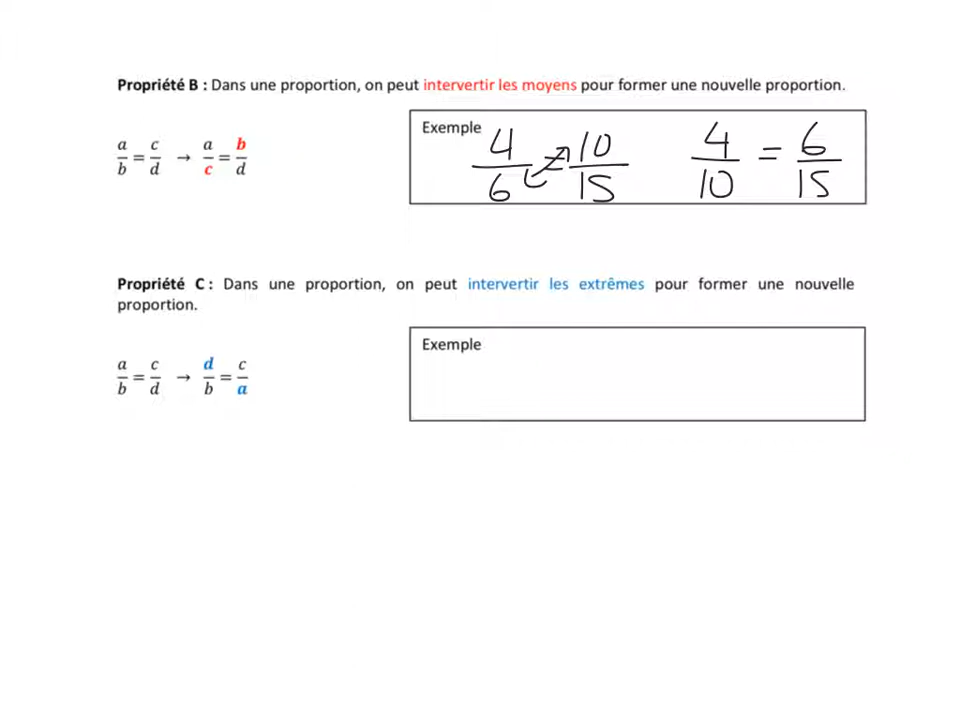 Propriété B : Dans une proportion, on peut intervertir les moyens pour former une nouvelle proportion.
a/b = c/d → a/c = b/d
Exemple
4/6 = 10/15 4/10 = 6/15
Propriété C : Dans une proportion, on peut intervertir les extrêmes pour former une nouvelle
proportion.
a/b = c/d → d/b = c/a
Exemple